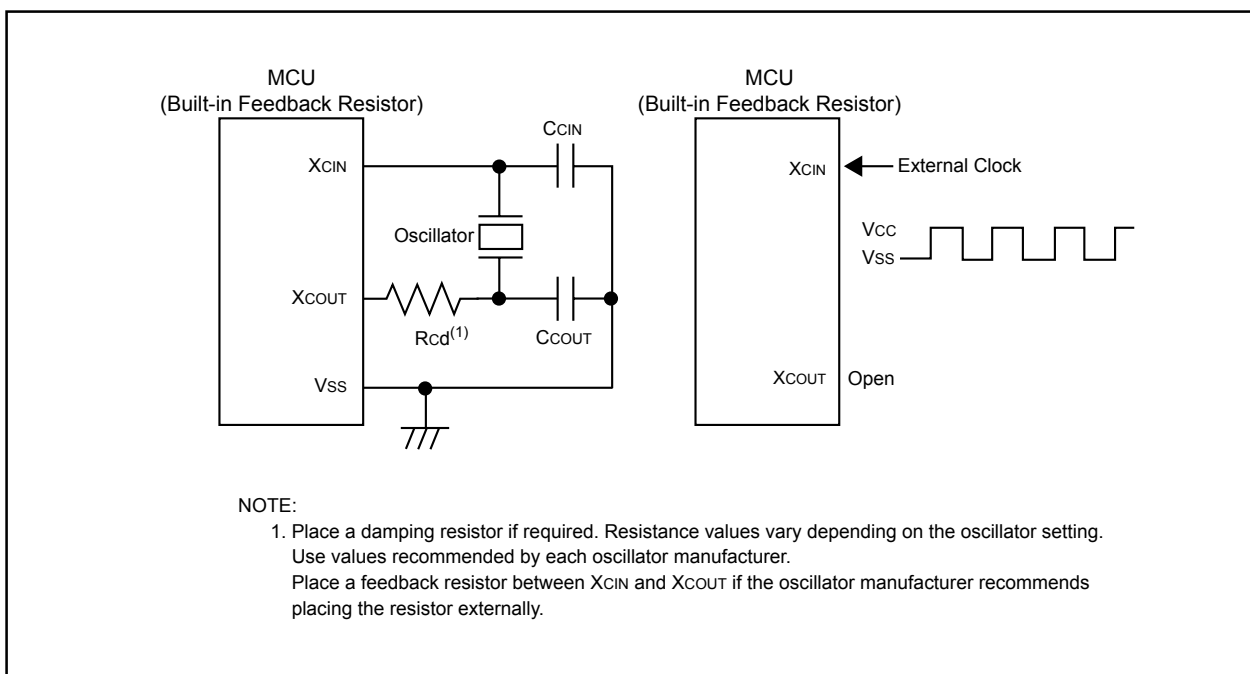 MCU
(Built-in Feedback Resistor)
XCIN
CCIN
Oscillator
XCOUT
Rcd(1)
CCOUT
VSS
MCU
(Built-in Feedback Resistor)
XCIN
External Clock
VCC
VSS
XCOUT
Open
NOTE:
1. Place a damping resistor if required. Resistance values vary depending on the oscillator setting.
Use values recommended by each oscillator manufacturer.
Place a feedback resistor between XCIN and XCOUT if the oscillator manufacturer recommends
placing the resistor externally.